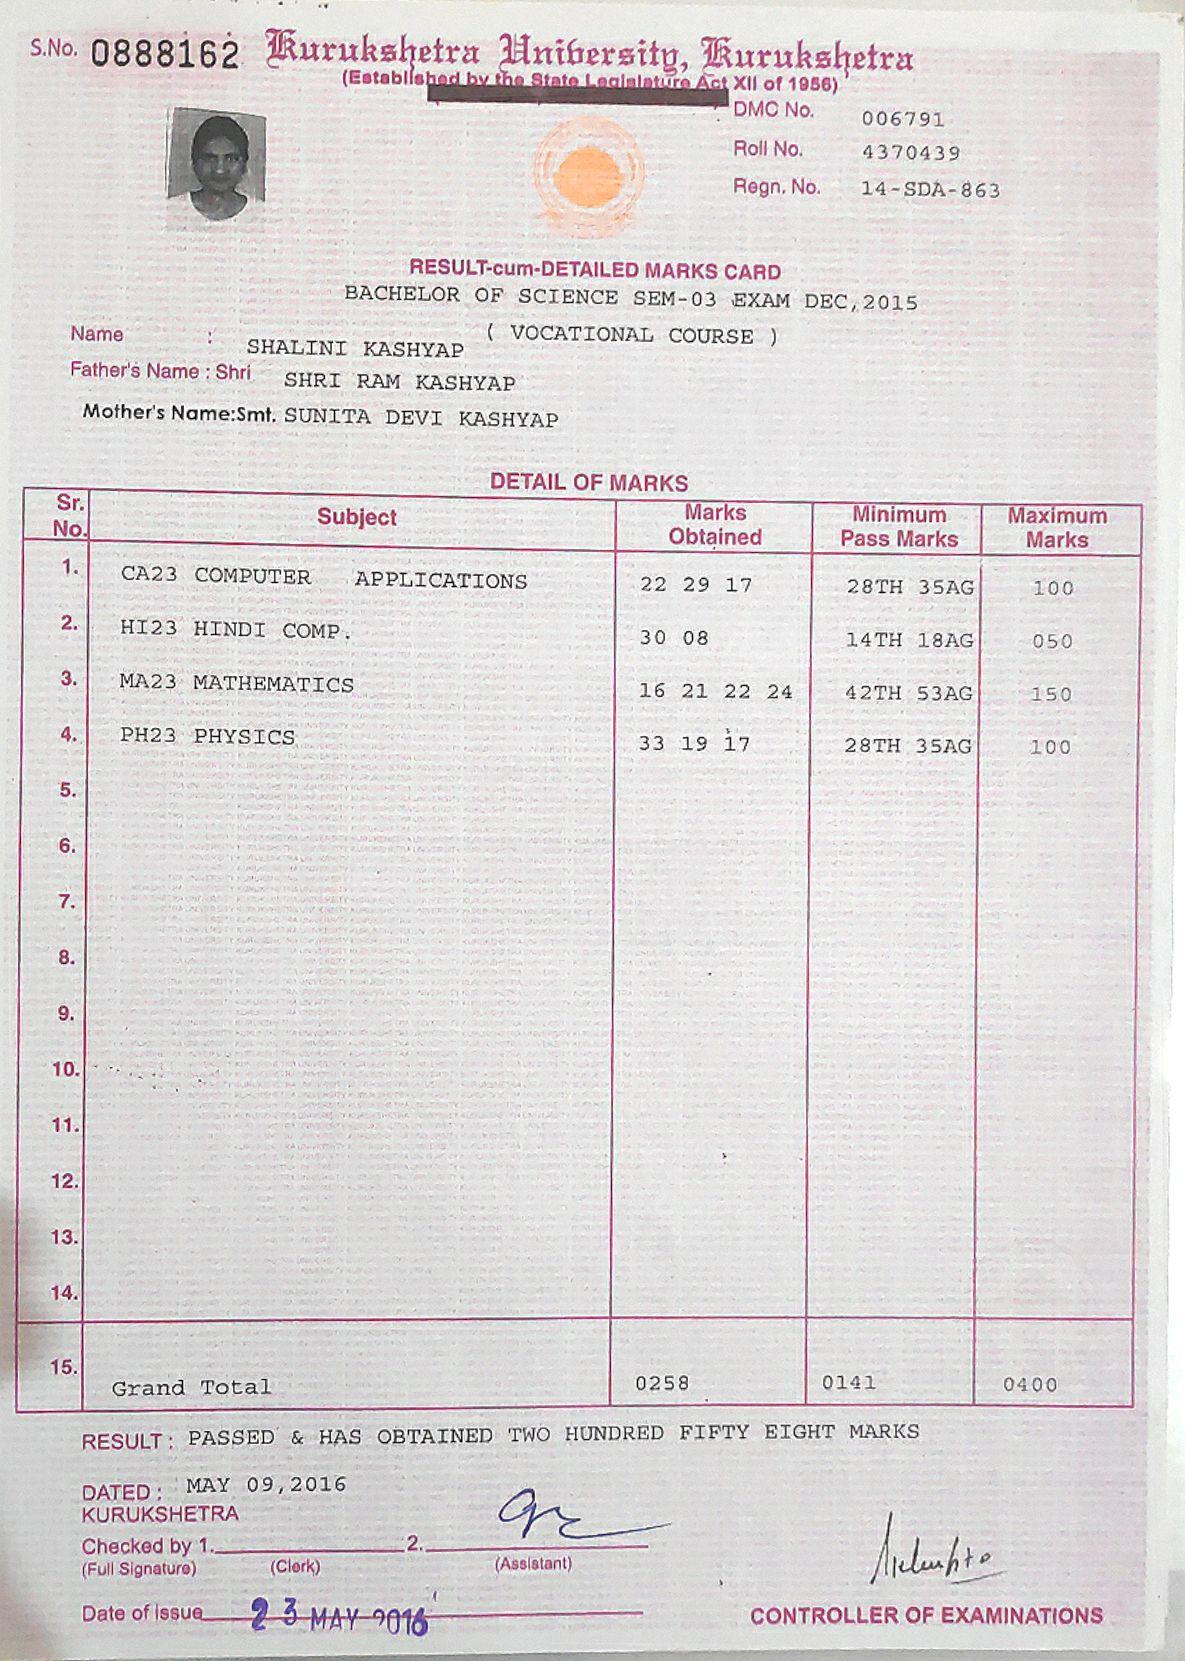 S.No. 0888162 Kurukshetra University, Kurukshetra
(Established by the State Legislature Act XII of 1956)
DMC No. 006791
Roll No. 4370439
Regn. No. 14-SDA-863
RESULT-cum-DETAILED MARKS CARD
BACHELOR OF SCIENCE SEM-03 EXAM DEC,2015
( VOCATIONAL COURSE )
Name : SHALINI KASHYAP
Father's Name : Shri SHRI RAM KASHYAP
Mother's Name:Smt. SUNITA DEVI KASHYAP
DETAIL OF MARKS
Sr. No. Subject Marks Obtained Minimum Pass Marks Maximum Marks
1. CA23 COMPUTER APPLICATIONS 22 29 17 28TH 35AG 100
2. HI23 HINDI COMP. 30 08 14TH 18AG 050
3. MA23 MATHEMATICS 16 21 22 24 42TH 53AG 150
4. PH23 PHYSICS 33 19 17 28TH 35AG 100
5.
6.
7.
8.
9.
10.
11.
12.
13.
14.
15. Grand Total 0258 0141 0400
RESULT : PASSED & HAS OBTAINED TWO HUNDRED FIFTY EIGHT MARKS
DATED : MAY 09,2016
KURUKSHETRA
Checked by 1. 2.
(Full Signature) (Clerk) (Assistant)
Date of Issue 23 MAY 2016
CONTROLLER OF EXAMINATIONS